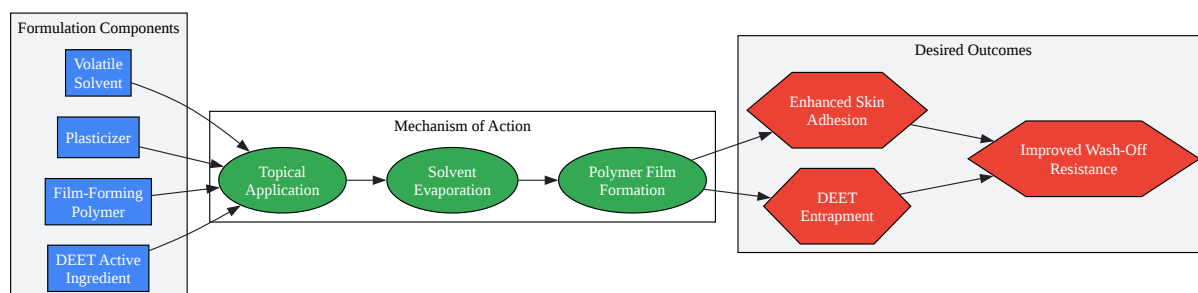 Formulation Components
Volatile
Solvent
Plasticizer
Film-Forming
Polymer
DEET Active
Ingredient
Mechanism of Action
Topical
Application
Solvent
Evaporation
Polymer Film
Formation
Desired Outcomes
Enhanced Skin
Adhesion
DEET
Entrapment
Improved Wash-Off
Resistance